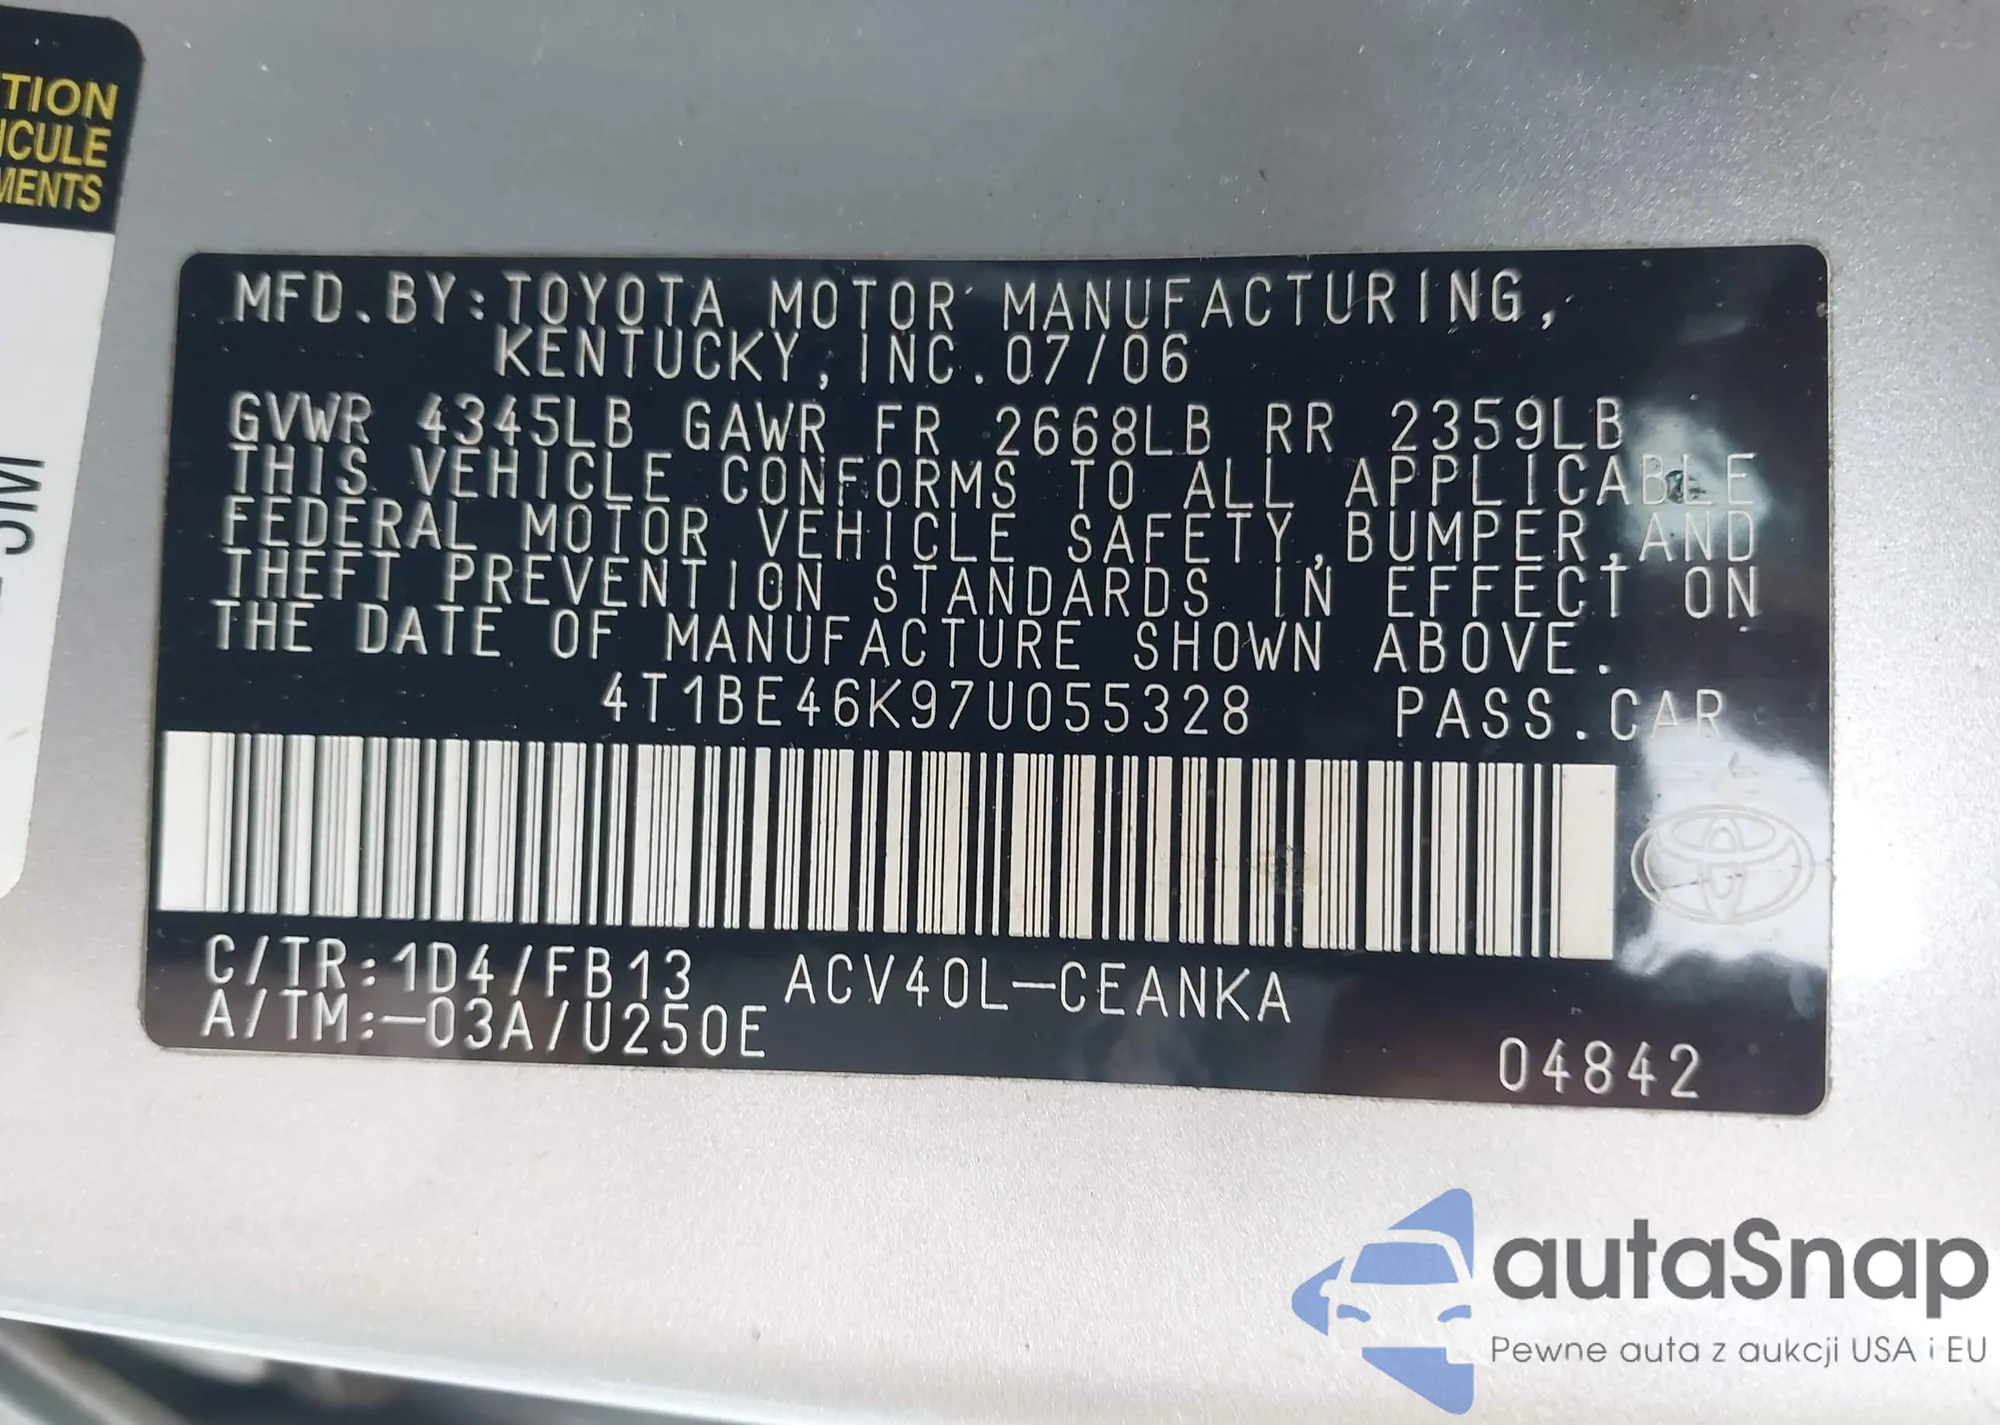 TION
ICULE
MENTS
MFD.BY:TOYOTA MOTOR MANUFACTURING,
KENTUCKY,INC.07/06
GVWR 4345LB GAWR FR 2668LB RR 2359LB
THIS VEHICLE CONFORMS TO ALL APPLICABLE
FEDERAL MOTOR VEHICLE SAFETY,BUMPER,AND
THEFT PREVENTION STANDARDS IN EFFECT ON
THE DATE OF MANUFACTURE SHOWN ABOVE.
4T1BE46K97U055328 PASS.CAR
C/TR:1D4/FB13 ACV40L-CEANKA
A/TM:-03A/U250E
04842
autaSnap
Pewne auta z aukcji USA i EU